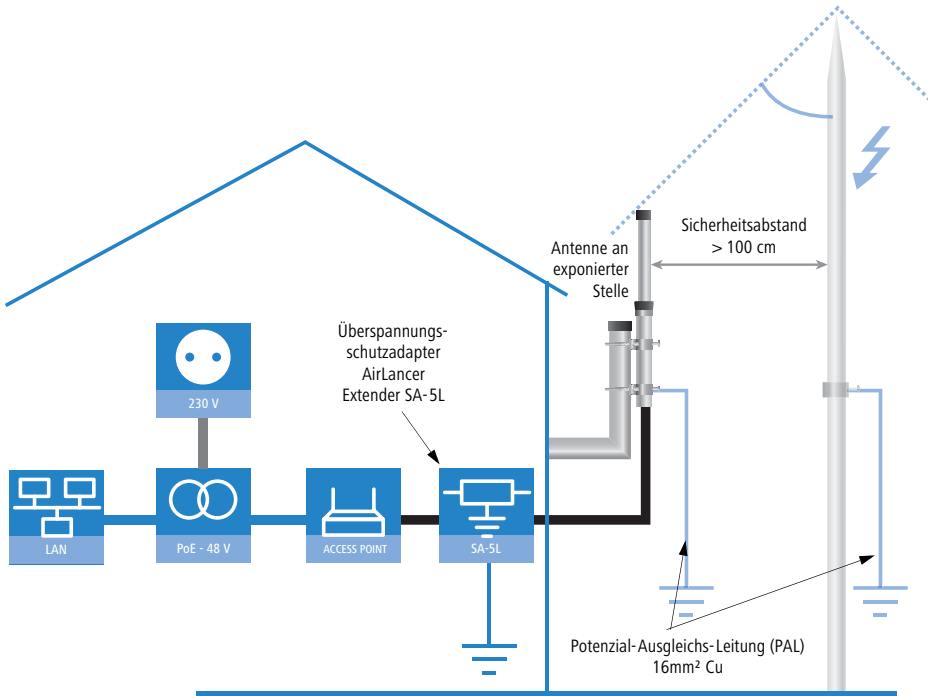 Sicherheitsabstand
> 100 cm
Antenne an
exponierter
Stelle
Überspannungs-
schutzadapter
AirLancer
Extender SA-5L
230 V
LAN
PoE - 48 V
ACCESS POINT
SA-5L
Potenzial-Ausgleichs-Leitung (PAL)
16mm² Cu